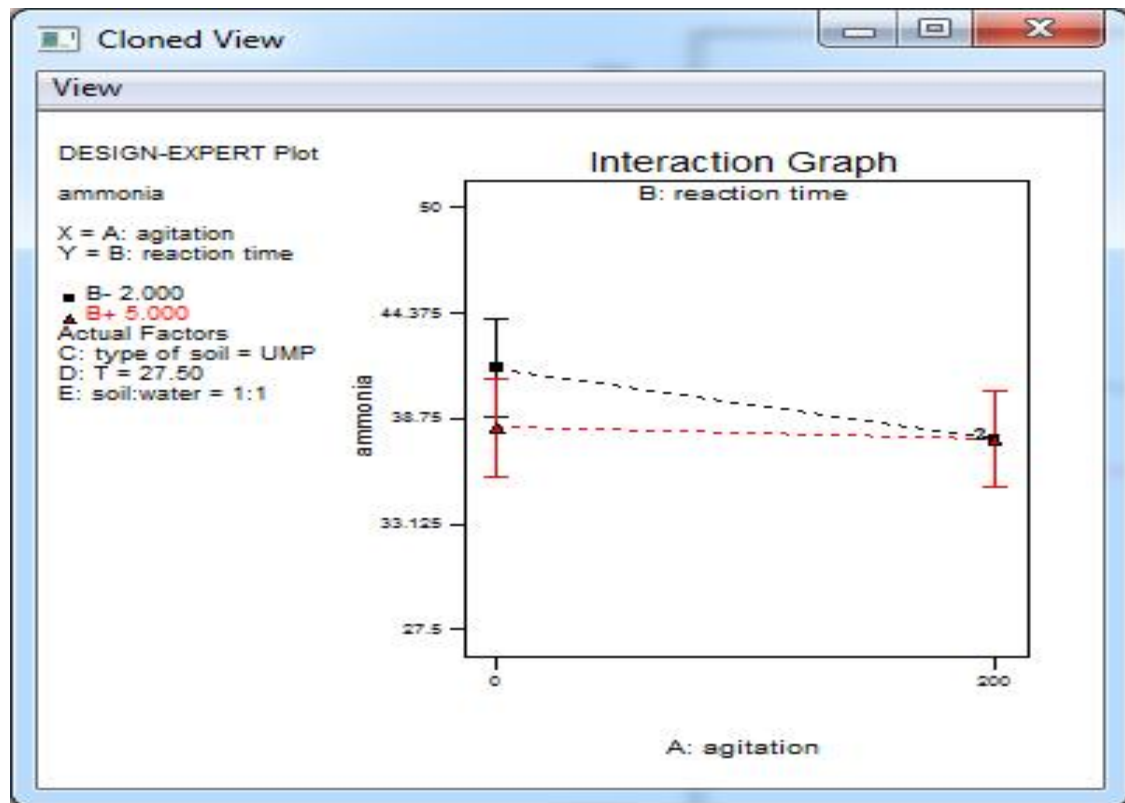 Cloned View
View
DESIGN-EXPERT Plot
ammonia
X = A: agitation
Y = B: reaction time
B- 2.000
B+ 5.000
Actual Factors
C: type of soil = UMP
D: T = 27.50
E: soil:water = 1:1
Interaction Graph
B: reaction time
50
44.375
38.75
33.125
27.5
ammonia
2
0
200
A: agitation